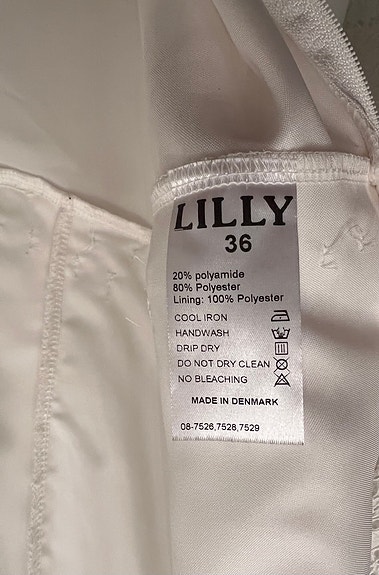 LILLY
36
20% polyamide
80% Polyester
Lining: 100% Polyester
COOL IRON
HANDWASH
DRIP DRY
DO NOT DRY CLEAN
NO BLEACHING
MADE IN DENMARK
08-7526,7528,7529